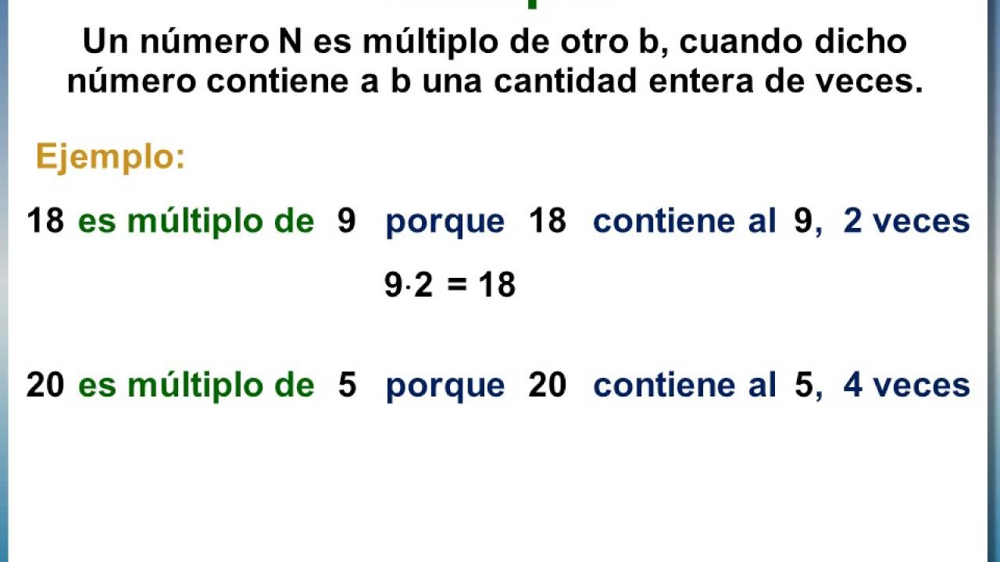 Un número N es múltiplo de otro b, cuando dicho
número contiene a b una cantidad entera de veces.
Ejemplo:
18 es múltiplo de 9 porque 18 contiene al 9, 2 veces
9·2 = 18
20 es múltiplo de 5 porque 20 contiene al 5, 4 veces